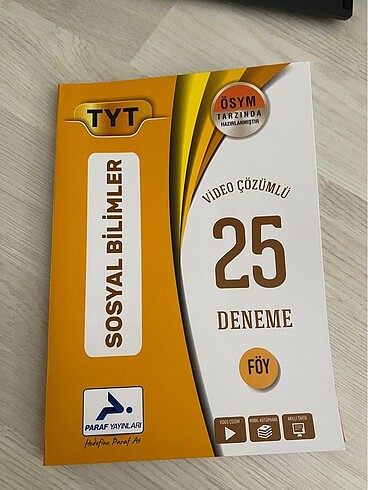 TYT
ÖSYM
TARZINDA
HAZIRLANMIŞTIR
SOSYAL BİLİMLER
VİDEO ÇÖZÜMLÜ
25
DENEME
FÖY
PARAF YAYINLARI
Hedefine Paraf At
VİDEO ÇÖZÜM
MOBİL KÜTÜPHANE
AKILLI TAHTA